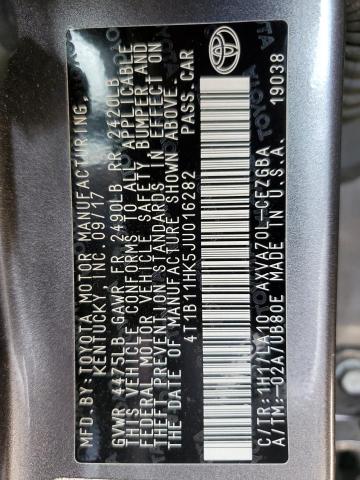 MFD.BY:TOYOTA MOTOR MANUFACTURING,
KENTUCKY, INC. 09/17
GVWR 4475LB GAWR FR 2490LB RR 2420LB
THIS VEHICLE CONFORMS TO ALL APPLICABLE
FEDERAL MOTOR VEHICLE SAFETY, BUMPER AND
THEFT PREVENTION STANDARDS IN EFFECT ON
THE DATE OF MANUFACTURE SHOWN ABOVE.
4T1B11HK5JU016282 PASS.CAR
C/TR:1H1/LA10 AXVA70L-CEZGBA
A/TM:-02A/UB80E MADE IN U.S.A. 19038